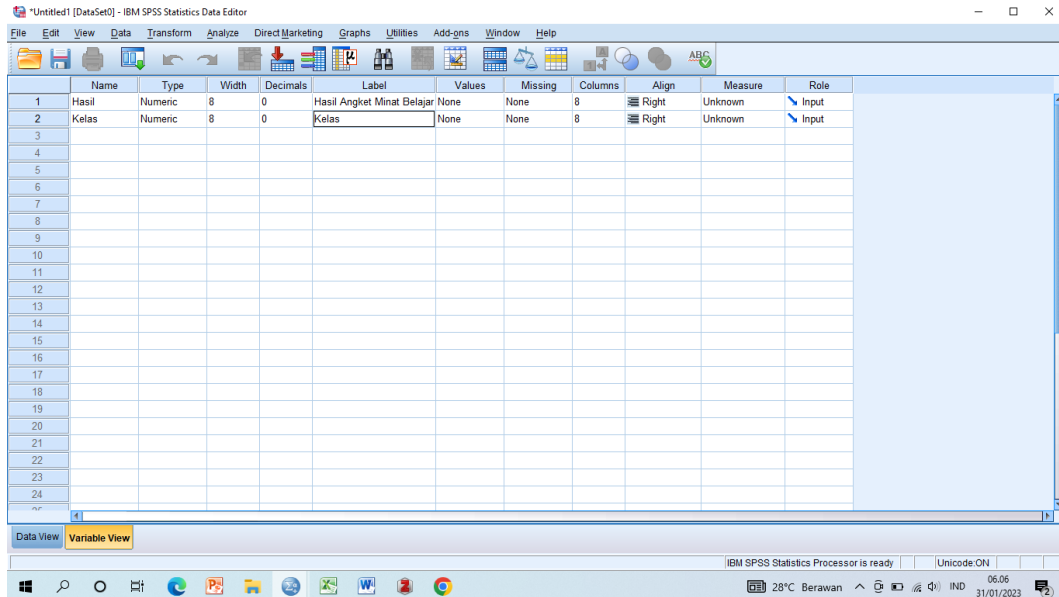 *Untitled1 [DataSet0] - IBM SPSS Statistics Data Editor
File Edit View Data Transform Analyze Direct Marketing Graphs Utilities Add-ons Window Help
Name Type Width Decimals Label Values Missing Columns Align Measure Role
1 Hasil Numeric 8 0 Hasil Angket Minat Belajar None None 8 Right Unknown Input
2 Kelas Numeric 8 0 Kelas None None 8 Right Unknown Input
3
4
5
6
7
8
9
10
11
12
13
14
15
16
17
18
19
20
21
22
23
24
Data View Variable View
IBM SPSS Statistics Processor is ready Unicode:ON
28°C Berawan IND 06.06
31/01/2023